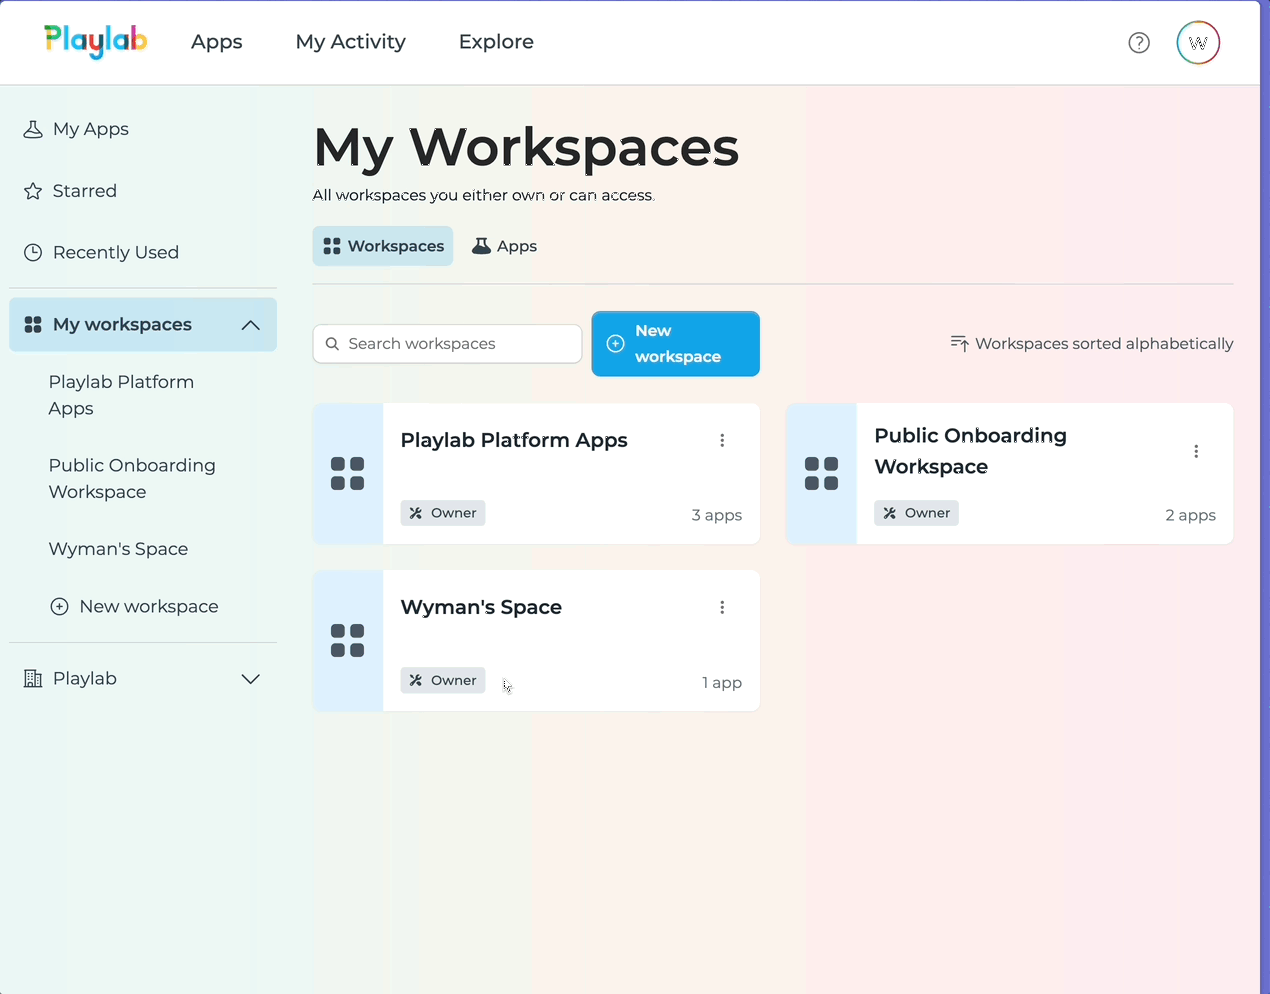 Playlab
Apps
My Activity
Explore
W
My Apps
Starred
Recently Used
My workspaces
Playlab Platform
Apps
Public Onboarding
Workspace
Wyman's Space
New workspace
Playlab
My Workspaces
All workspaces you either own or can access.
Workspaces
Apps
Search workspaces
New
workspace
Workspaces sorted alphabetically
Playlab Platform Apps
Owner
3 apps
Public Onboarding
Workspace
Owner
2 apps
Wyman's Space
Owner
1 app